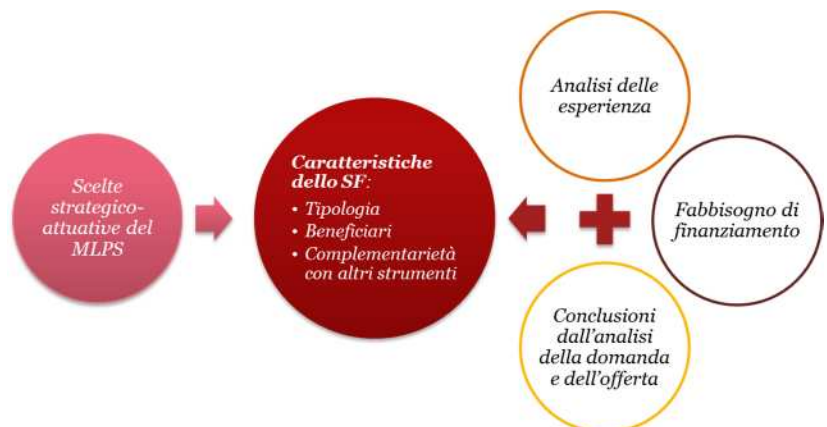 Scelte
strategico-
attuative del
MLPS
Caratteristiche
dello SF:
• Tipologia
• Beneficiari
• Complementarietà
con altri strumenti
Analisi delle
esperienza
Fabbisogno di
finanziamento
Conclusioni
dall'analisi
della domanda
e dell'offerta